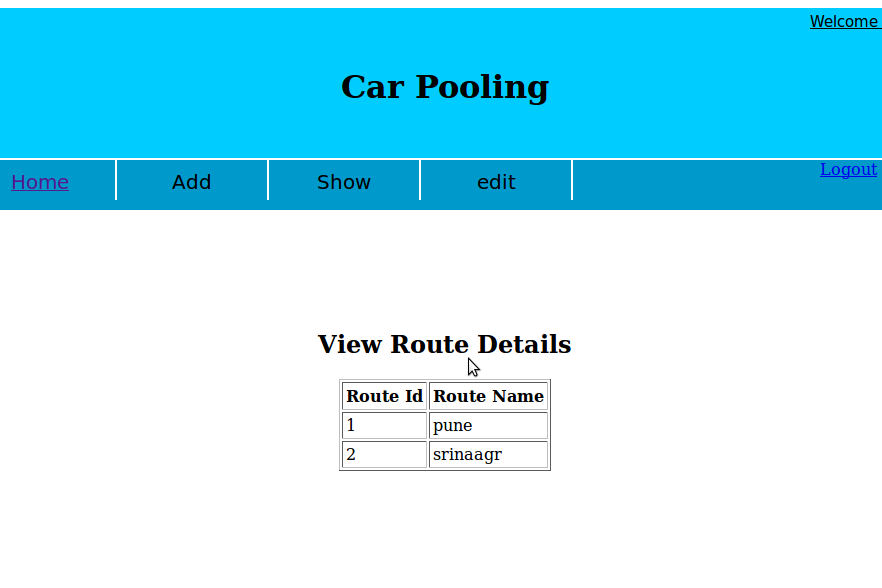 Welcome
Car Pooling
Home Add Show edit Logout
View Route Details
Route Id Route Name
1 pune
2 srinaagr